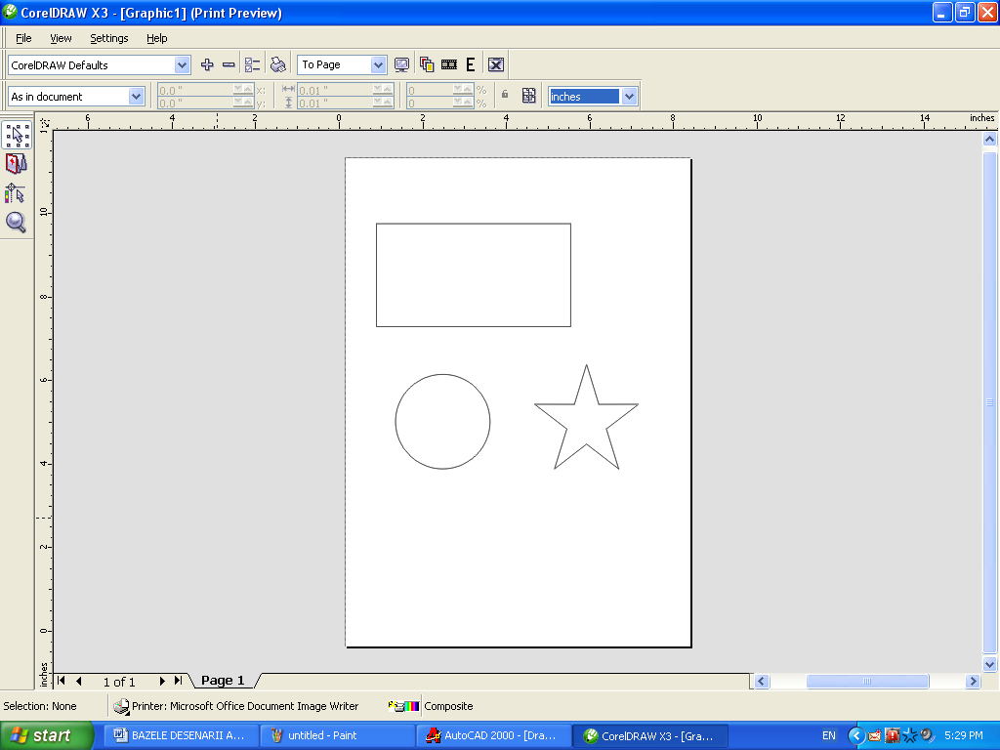 CorelDRAW X3 - [Graphic1] (Print Preview)
File View Settings Help
CorelDRAW Defaults To Page E
As in document 0.0 " x: 0.01 " 0 % inches
0.0 " y: 0.01 " 0 %
6 4 2 0 2 4 6 8 10 12 14 inches
12
10
8
6
4
2
0
inches
1 of 1 Page 1
Selection: None Printer: Microsoft Office Document Image Writer Composite
start BAZELE DESENARII A... untitled - Paint AutoCAD 2000 - [Dra... CorelDRAW X3 - [Gra... EN 5:29 PM